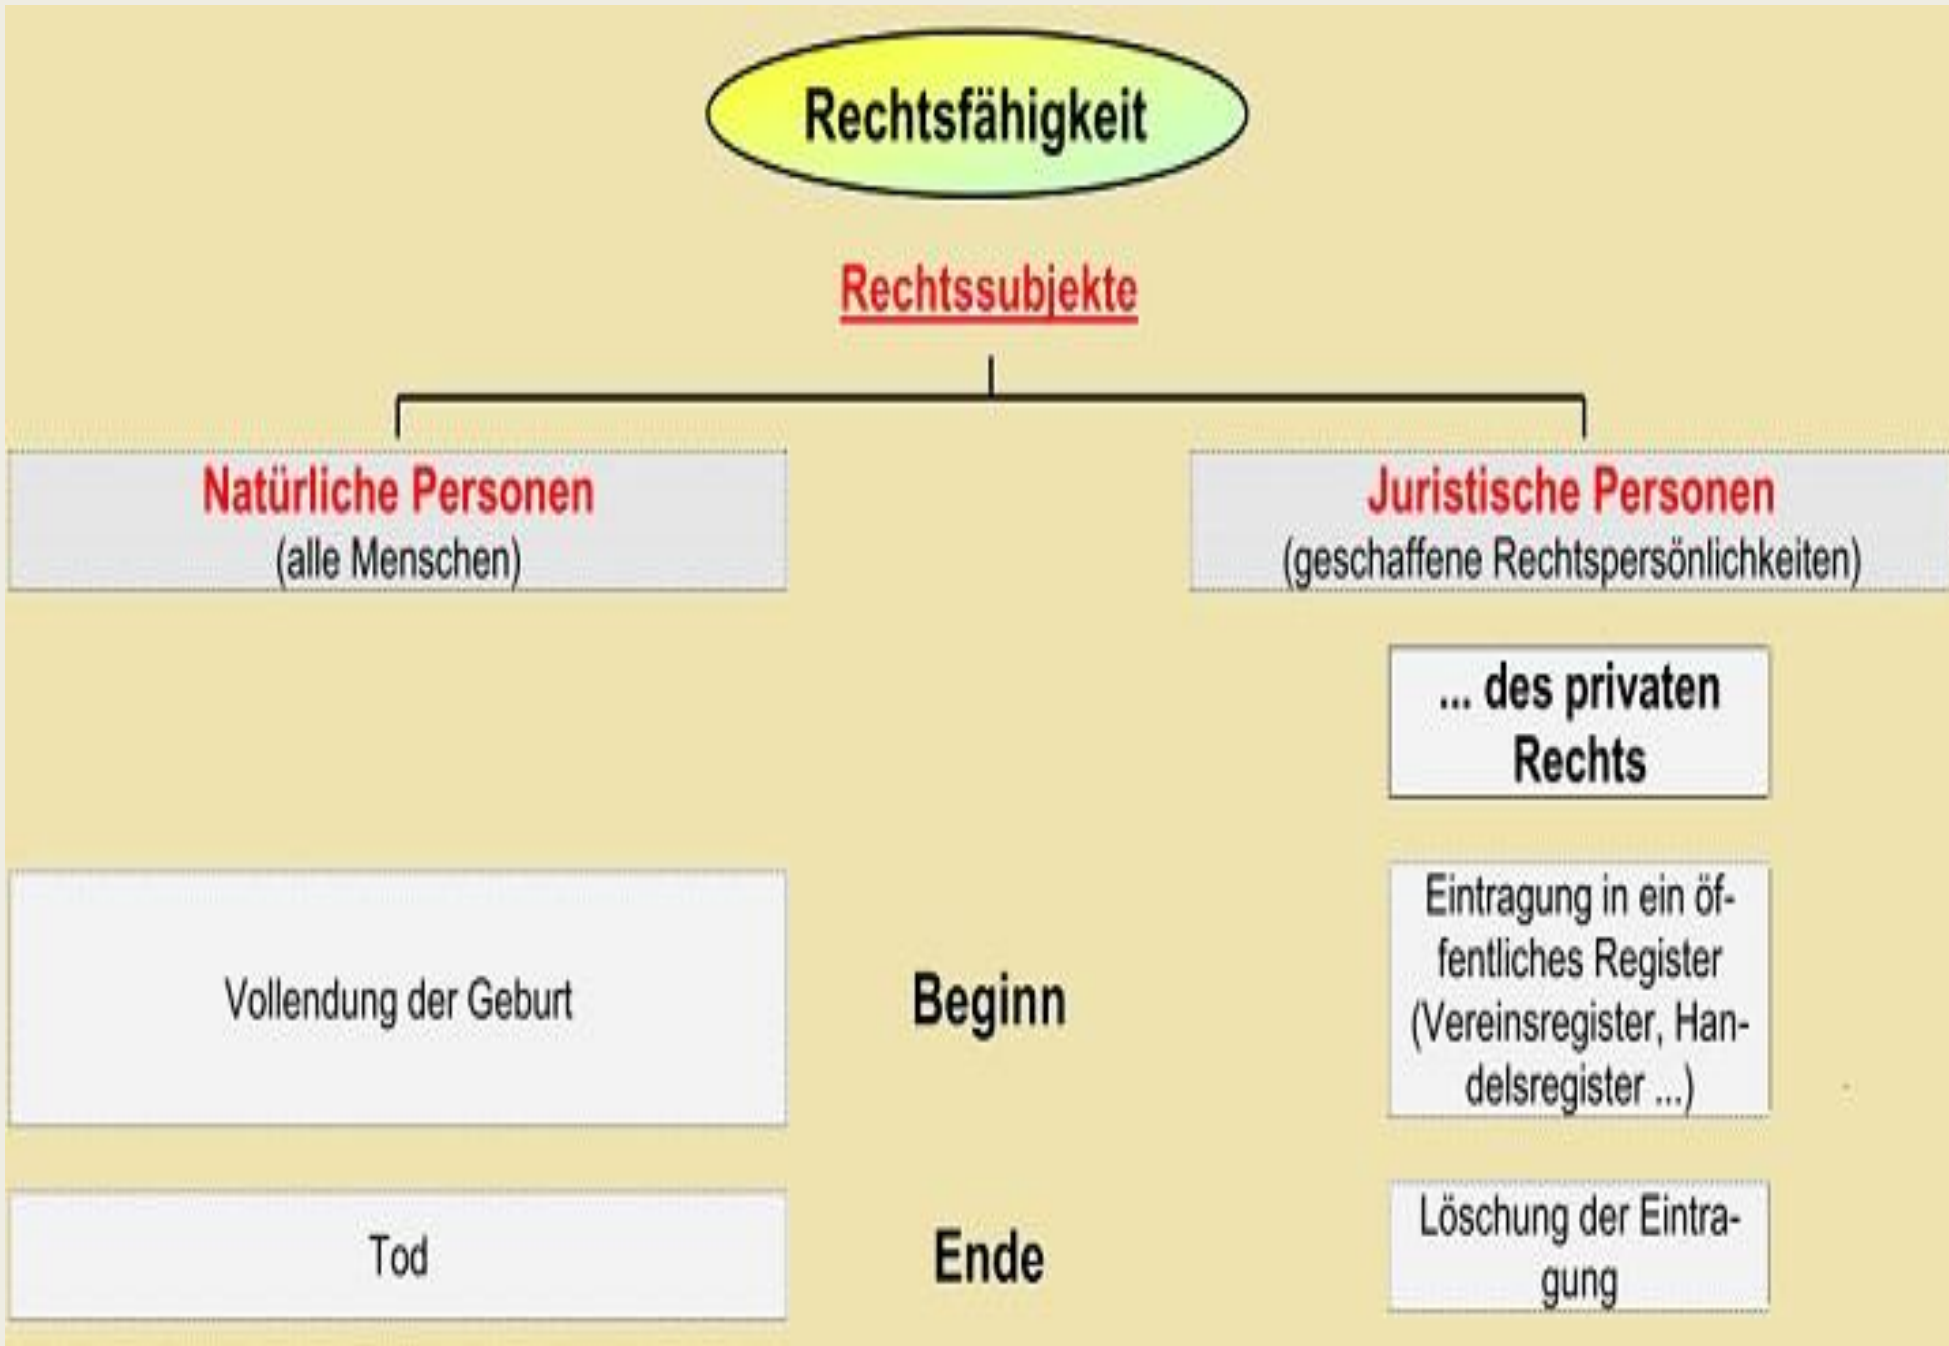 Rechtsfähigkeit
Rechtssubjekte
Natürliche Personen
(alle Menschen)
Juristische Personen
(geschaffene Rechtspersönlichkeiten)
... des privaten
Rechts
Vollendung der Geburt
Beginn
Eintragung in ein öf-
fentliches Register
(Vereinsregister, Han-
delsregister ...)
Tod
Ende
Löschung der Eintra-
gung